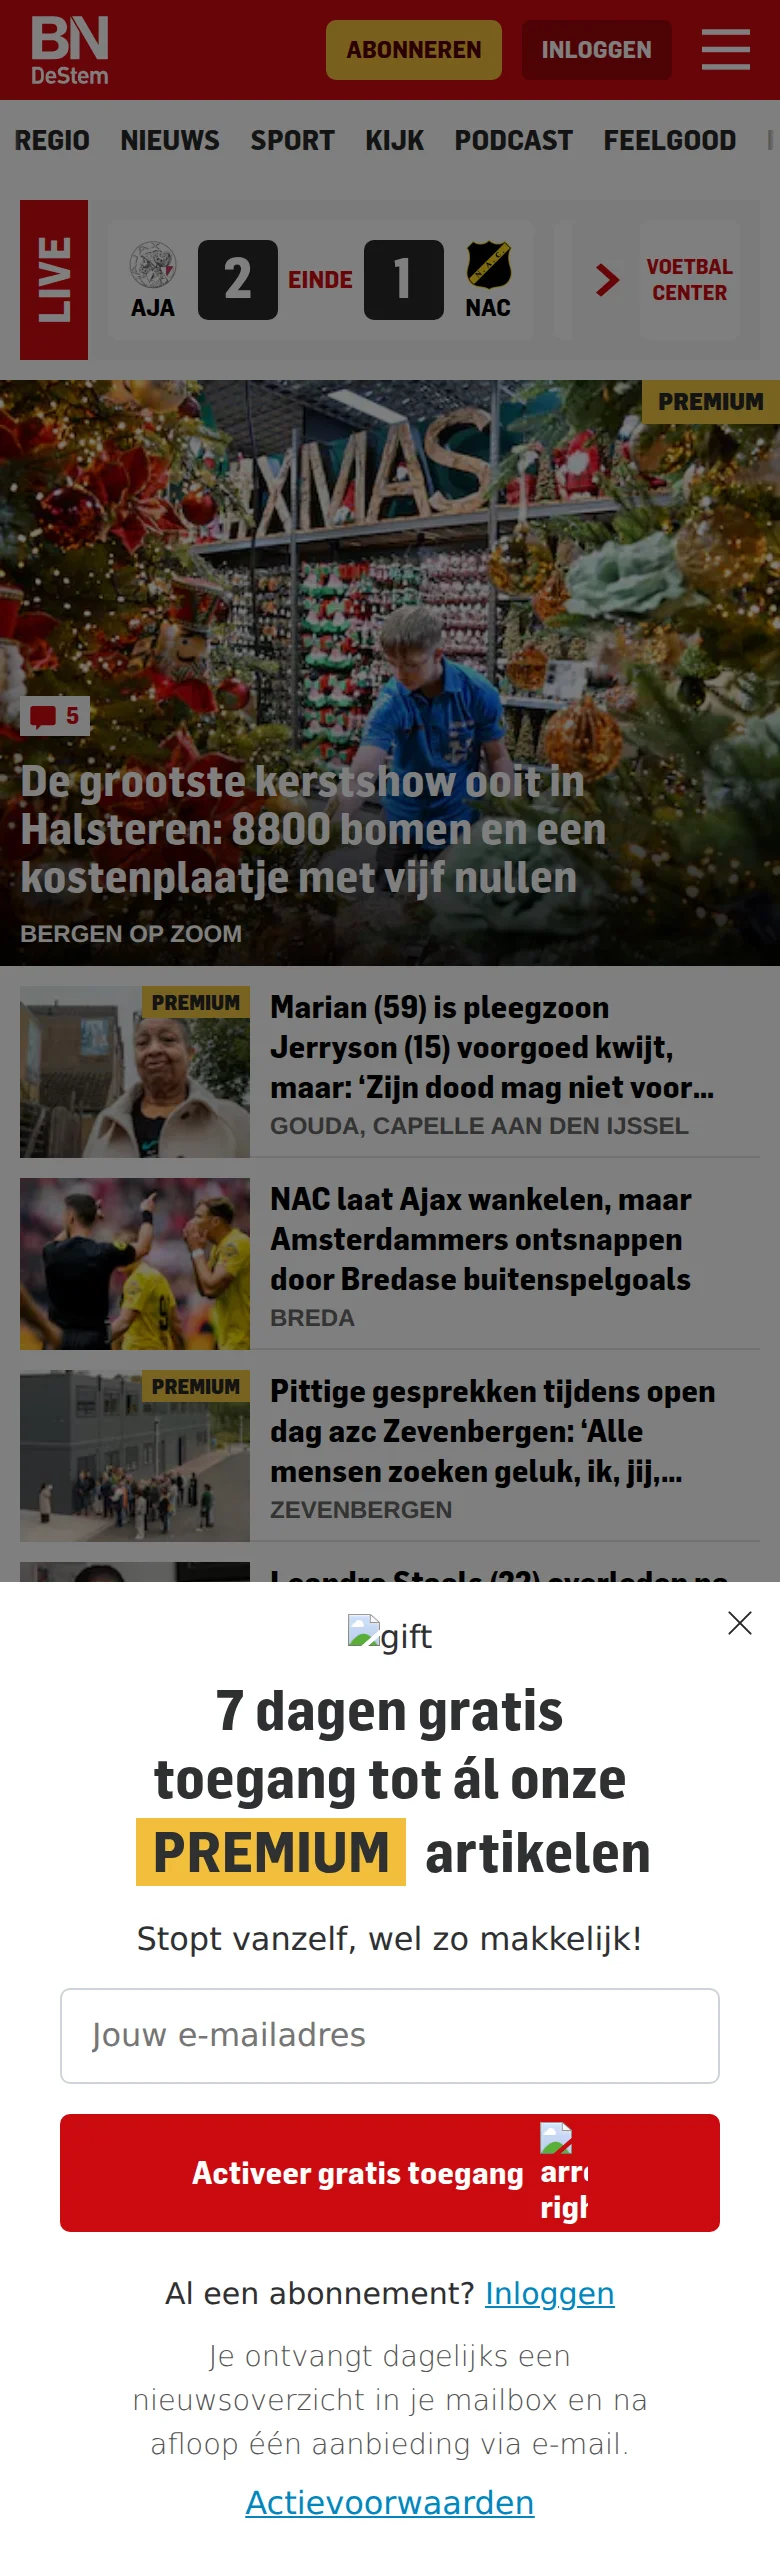 BN
DeStem
ABONNEREN
INLOGGEN
REGIO NIEUWS SPORT KIJK PODCAST FEELGOOD
LIVE
AJA
2
EINDE
1
NAC
VOETBAL
CENTER
PREMIUM
XMAS
5
De grootste kerstshow ooit in
Halsteren: 8800 bomen en een
kostenplaatje met vijf nullen
BERGEN OP ZOOM
PREMIUM
Marian (59) is pleegzoon
Jerryson (15) voorgoed kwijt,
maar: ‘Zijn dood mag niet voor...
GOUDA, CAPELLE AAN DEN IJSSEL
NAC laat Ajax wankelen, maar
Amsterdammers ontsnappen
door Bredase buitenspelgoals
BREDA
PREMIUM
Pittige gesprekken tijdens open
dag azc Zevenbergen: ‘Alle
mensen zoeken geluk, ik, jij,...
ZEVENBERGEN
gift
7 dagen gratis
toegang tot ál onze
PREMIUM artikelen
Stopt vanzelf, wel zo makkelijk!
Jouw e-mailadres
Activeer gratis toegang
Al een abonnement? Inloggen
Je ontvangt dagelijks een
nieuwsoverzicht in je mailbox en na
afloop één aanbieding via e-mail.
Actievoorwaarden